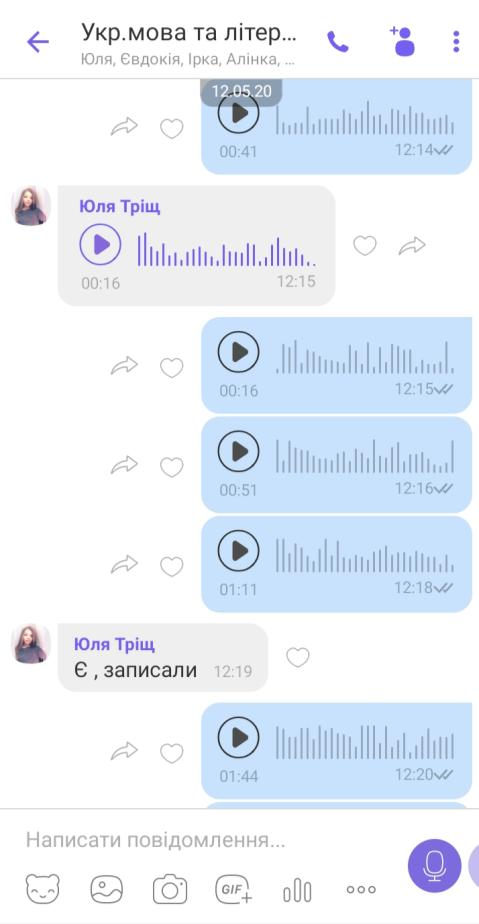 Укр.мова та літер...
Юля, Євдокія, Ірка, Алінка, ...
12.05.20
00:41 12:14
Юля Тріщ
00:16 12:15
00:16 12:15
00:51 12:16
01:11 12:18
Юля Тріщ
Є , записали 12:19
01:44 12:20
Написати повідомлення...
GIF